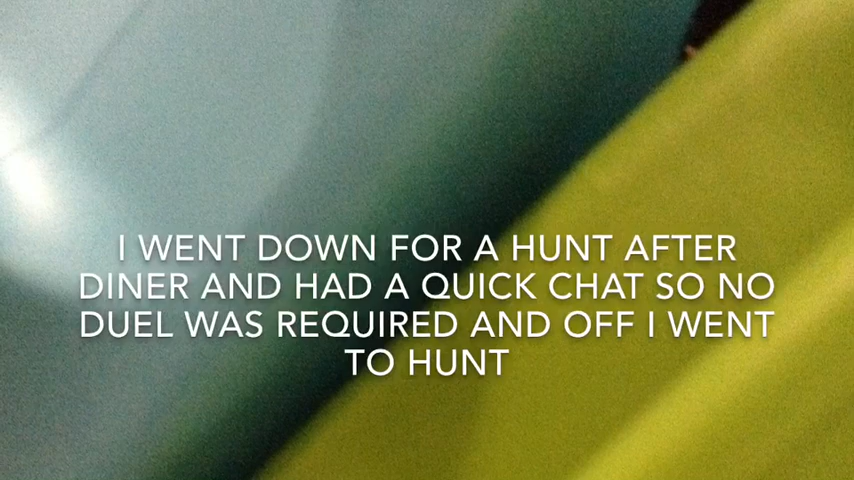 I WENT DOWN FOR A HUNT AFTER
DINER AND HAD A QUICK CHAT SO NO
DUEL WAS REQUIRED AND OFF I WENT
TO HUNT